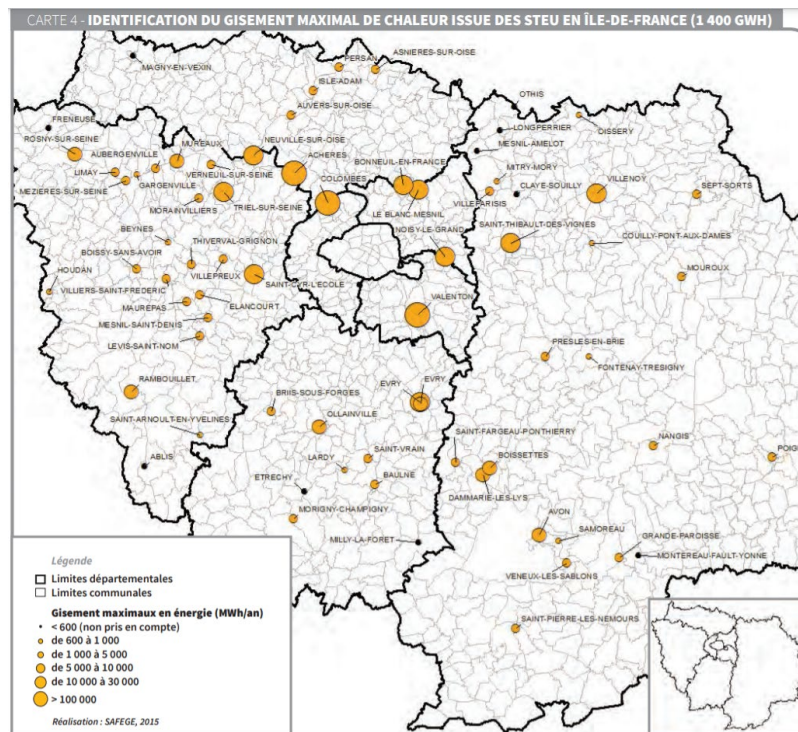 CARTE 4 - IDENTIFICATION DU GISEMENT MAXIMAL DE CHALEUR ISSUE DES STEU EN ÎLE-DE-FRANCE (1 400 GWH)
MAGNY-EN-VEXIN
PERSAN
ASNIERES-SUR-OISE
ISLE-ADAM
AUVERS-SUR-OISE
OTHIS
DISSERY
LONGPERRIER
MESNIL-AMELOT
FRENEUSE
ROSNY-SUR-SEINE
AUBERGENVILLE
MUREAUX
NEUVILLE-SUR-OISE
ACHERES
BONNEUIL-EN-FRANCE
MITRY-MORY
LIMAY
VERNEUIL-SUR-SEINE
COLOMBES
CLAYE-SOUILLY
VILLENOY
SEPT-SORTS
MEZIERES-SUR-SEINE
GARGENVILLE
TRIEL-SUR-SEINE
LE BLANC-MESNIL
VILLEPARISIS
MORAINVILLIERS
NOISY-LE-GRAND
SAINT-THIBAULT-DES-VIGNES
BEYNES
THIVERVAL-GRIGNON
COUILLY-PONT-AUX-DAMES
BOISSY-SANS-AVOIR
HOUDAN
VILLEPREUX
SAINT-CYR-L'ECOLE
MOUROUX
VILLIERS-SAINT-FREDERIC
MAUREPAS
ELANCOURT
VALENTON
MESNIL-SAINT-DENIS
LEVIS-SAINT-NOM
PRESLES-EN-BRIE
FONTENAY-TRESIGNY
RAMBOUILLET
EVRY
EVRY
BRIIS-SOUS-FORGES
SAINT-ARNOULT-EN-YVELINES
OLLAINVILLE
SAINT-FARGEAU-PONTHIERRY
NANGIS
SAINT-VRAIN
POIG
ABLIS
LARDY
BOISSETTES
ETRECHY
BAULNE
DAMMARIE-LES-LYS
MORIGNY-CHAMPIGNY
AVON
SAMOREAU
GRANDE-PAROISSE
MILLY-LA-FORET
MONTEREAU-FAULT-YONNE
VENEUX-LES-SABLONS
SAINT-PIERRE-LES-NEMOURS
Légende
Limites départementales
Limites communales
Gisement maximaux en énergie (MWh/an)
< 600 (non pris en compte)
de 600 à 1 000
de 1 000 à 5 000
de 5 000 à 10 000
de 10 000 à 30 000
> 100 000
Réalisation : SAFEGE, 2015